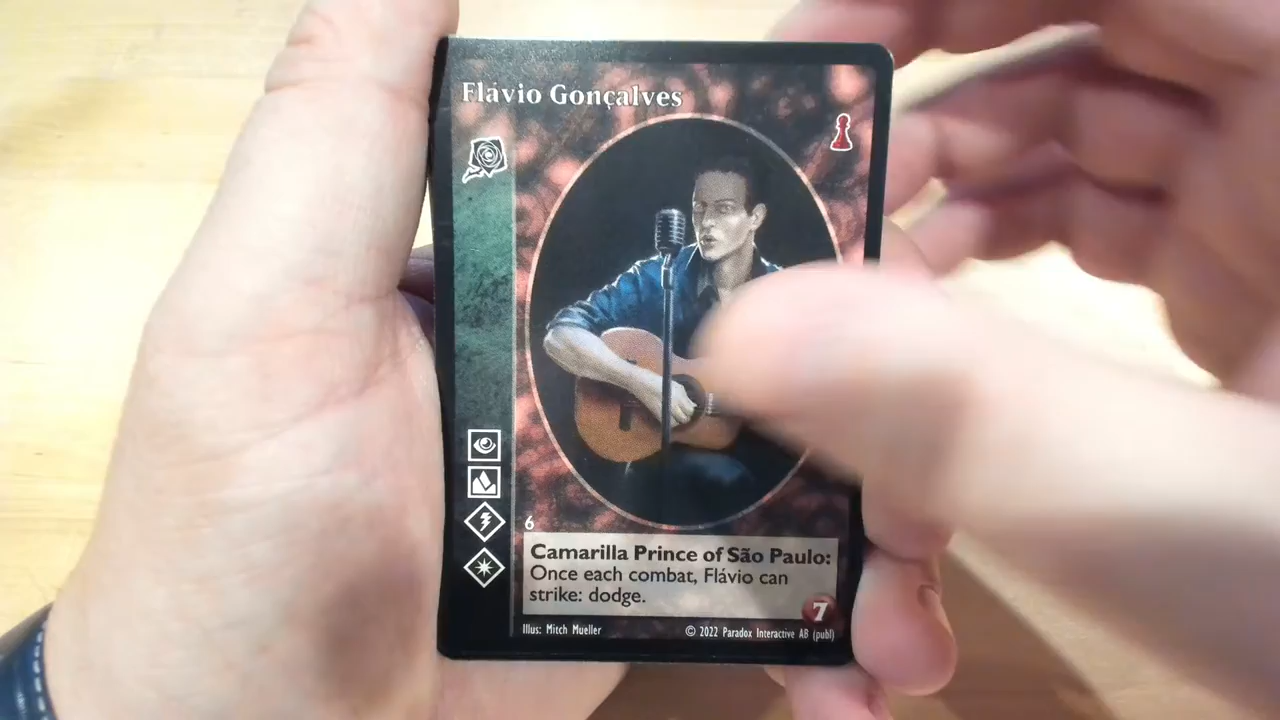 Flávio Gonçalves
6
Camarilla Prince of São Paulo:
Once each combat, Flávio can
strike: dodge.
7
Illus: Mitch Mueller
© 2022 Paradox Interactive AB (publ)